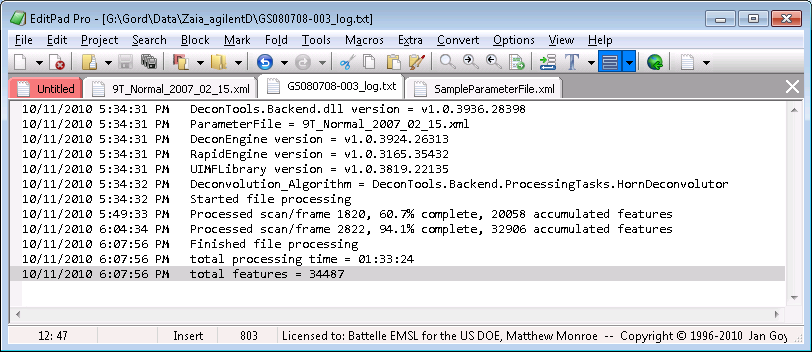 EditPad Pro - [G:\Gord\Data\Zaia_agilentD\GS080708-003_log.txt]
File Edit Project Search Block Mark Fold Tools Macros Extra Convert Options View Help
Untitled 9T_Normal_2007_02_15.xml GS080708-003_log.txt SampleParameterFile.xml
10/11/2010 5:34:31 PM DeconTools.Backend.dll version = v1.0.3936.28398
10/11/2010 5:34:31 PM ParameterFile = 9T_Normal_2007_02_15.xml
10/11/2010 5:34:31 PM DeconEngine version = v1.0.3924.26313
10/11/2010 5:34:31 PM RapidEngine version = v1.0.3165.35432
10/11/2010 5:34:31 PM UIMFLibrary version = v1.0.3819.22135
10/11/2010 5:34:32 PM Deconvolution_Algorithm = DeconTools.Backend.ProcessingTasks.HornDeconvolutor
10/11/2010 5:34:32 PM Started file processing
10/11/2010 5:49:33 PM Processed scan/frame 1820, 60.7% complete, 20058 accumulated features
10/11/2010 6:04:34 PM Processed scan/frame 2822, 94.1% complete, 32906 accumulated features
10/11/2010 6:07:56 PM Finished file processing
10/11/2010 6:07:56 PM total processing time = 01:33:24
10/11/2010 6:07:56 PM total features = 34487
12: 47 Insert 803 Licensed to: Battelle EMSL for the US DOE, Matthew Monroe -- Copyright © 1996-2010 Jan Goy